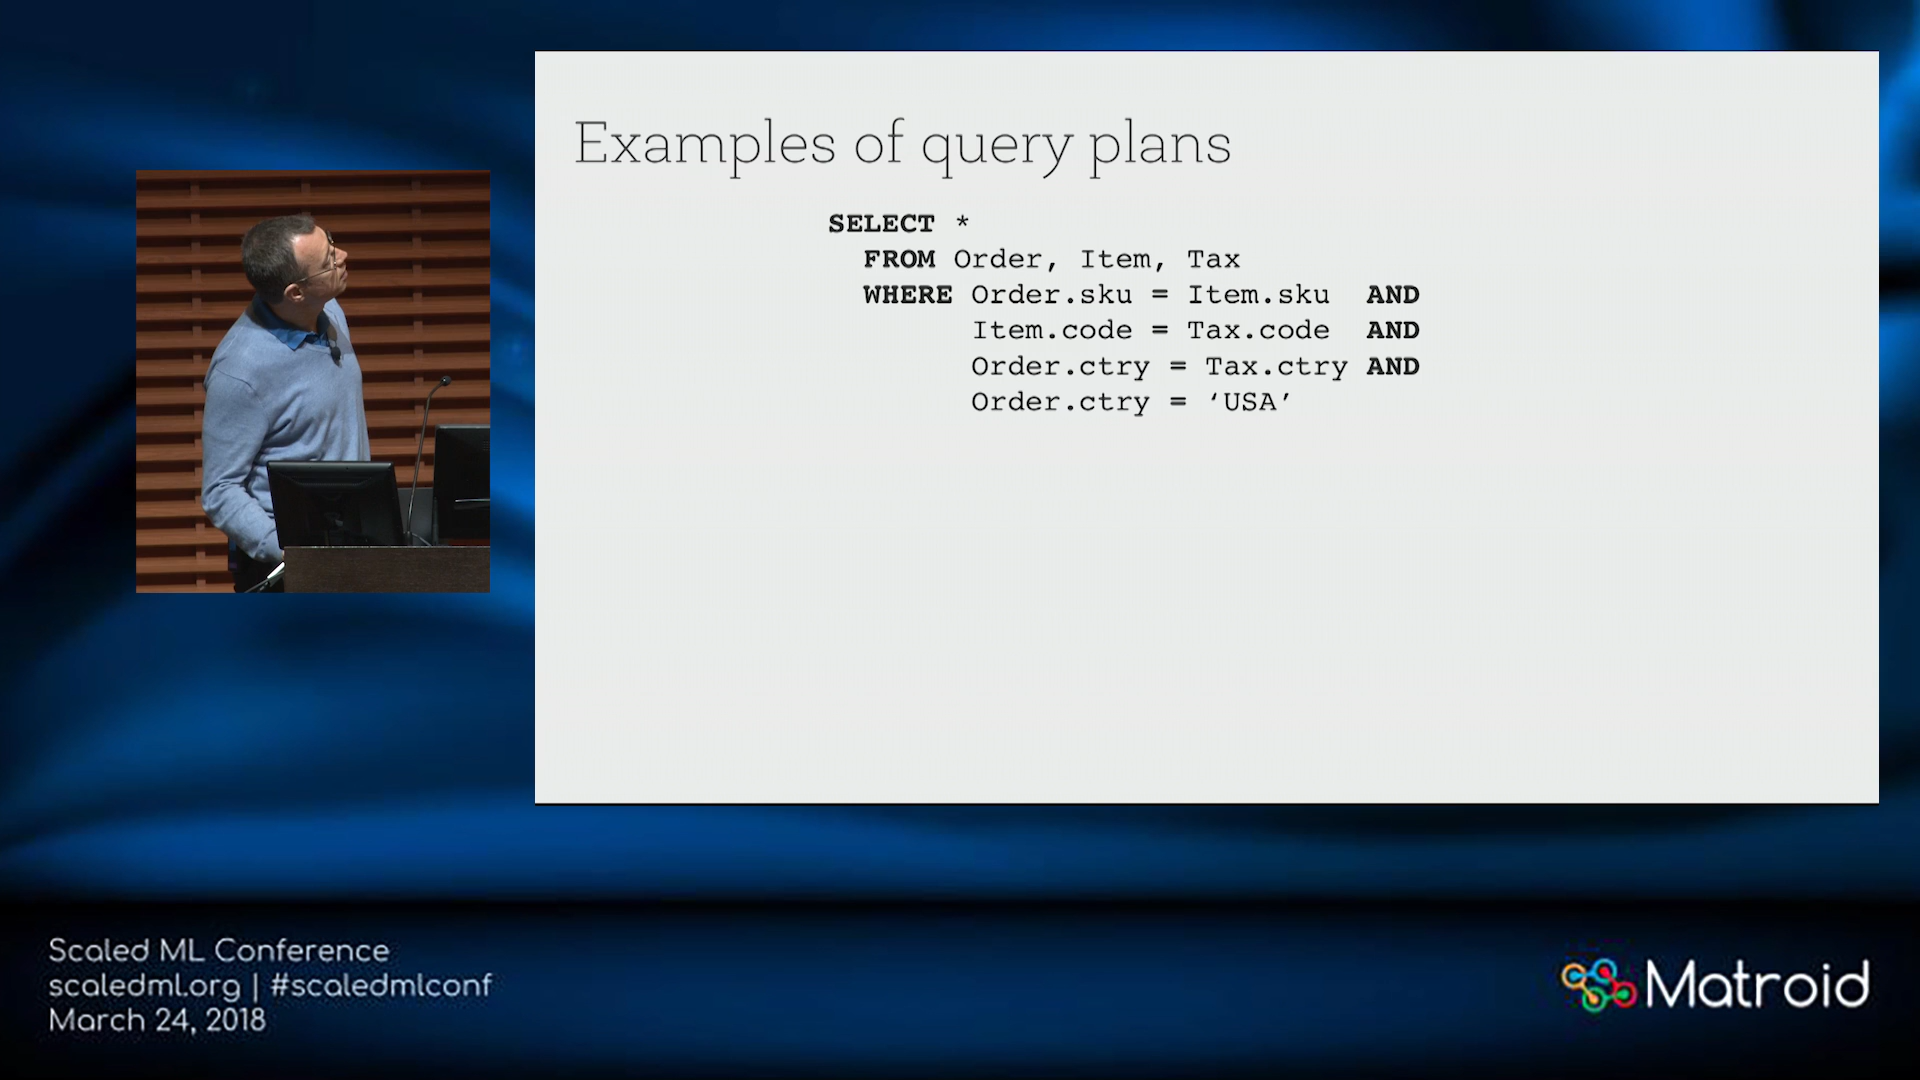 Examples of query plans
SELECT *
FROM Order, Item, Tax
WHERE Order.sku = Item.sku AND
Item.code = Tax.code AND
Order.ctry = Tax.ctry AND
Order.ctry = ‘USA’
Scaled ML Conference
scaledml.org | #scaledmlconf
March 24, 2018
Matroid